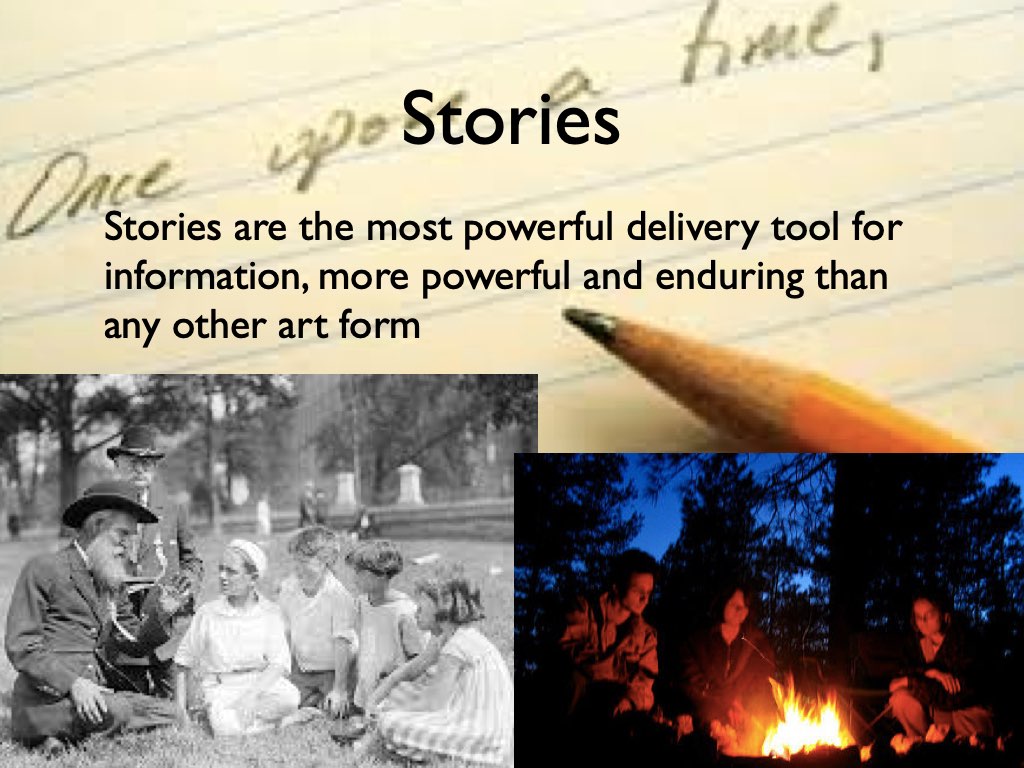 Once upon a time,
Stories
Stories are the most powerful delivery tool for
information, more powerful and enduring than
any other art form